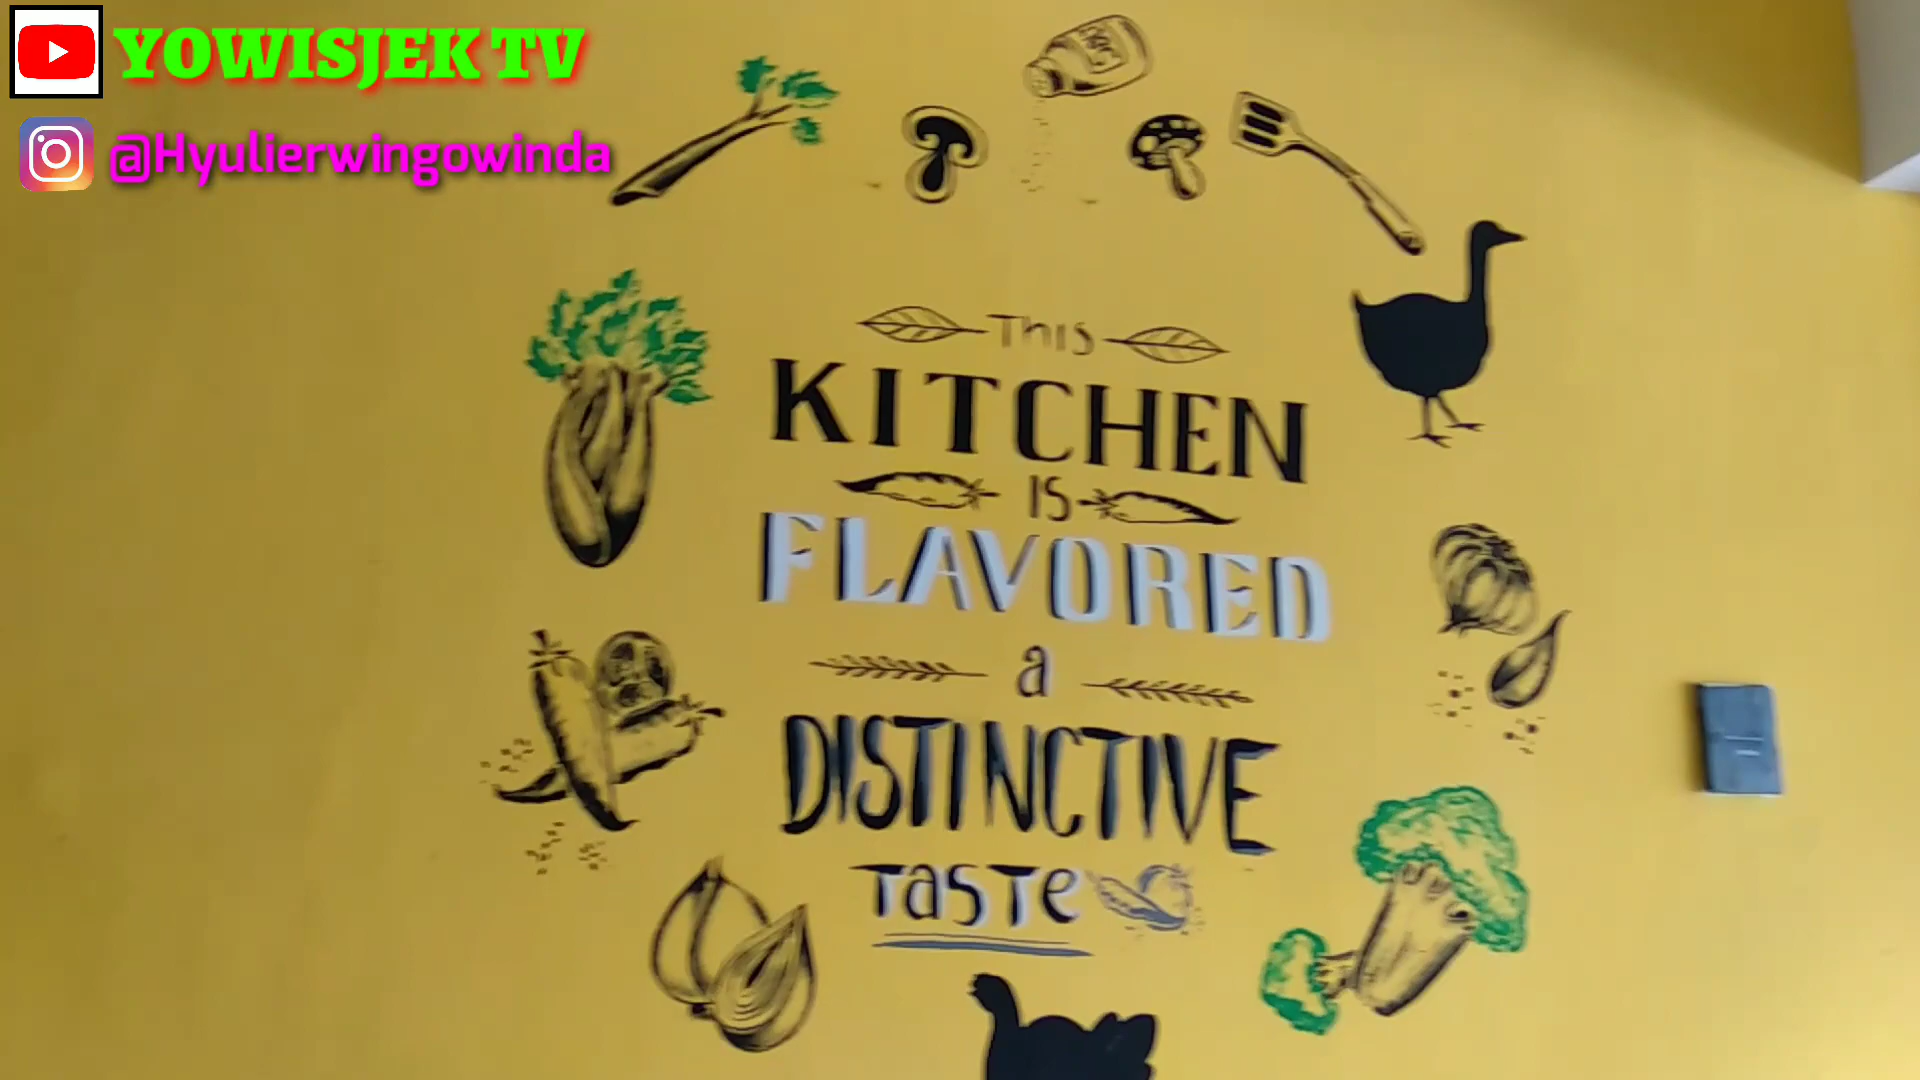 YOWISJEK TV
@Hyulierwingowinda
THIS
KITCHEN
IS
FLAVORED
a
DISTINCTIVE
TaSTe